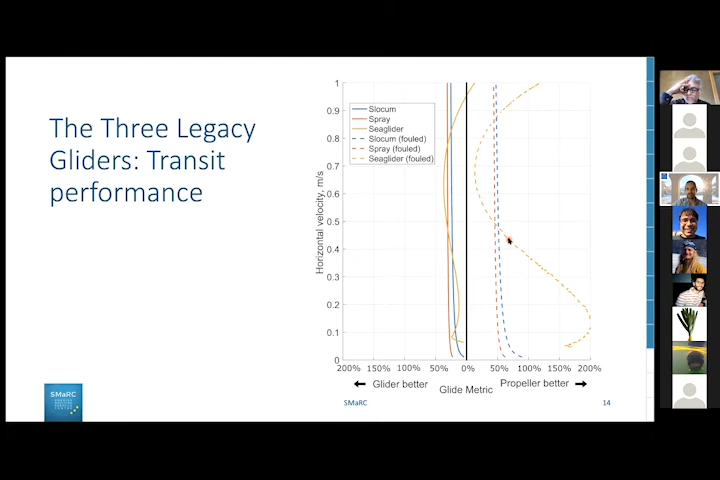 The Three Legacy
Gliders: Transit
performance
Slocum
Spray
Seaglider
Slocum (fouled)
Spray (fouled)
Seaglider (fouled)
Horizontal velocity, m/s
1
0.9
0.8
0.7
0.6
0.5
0.4
0.3
0.2
0.1
0
200% 150% 100% 50% 0% 50% 100% 150% 200%
Glider better
Propeller better
Glide Metric
SMaRC
SMaRC
14